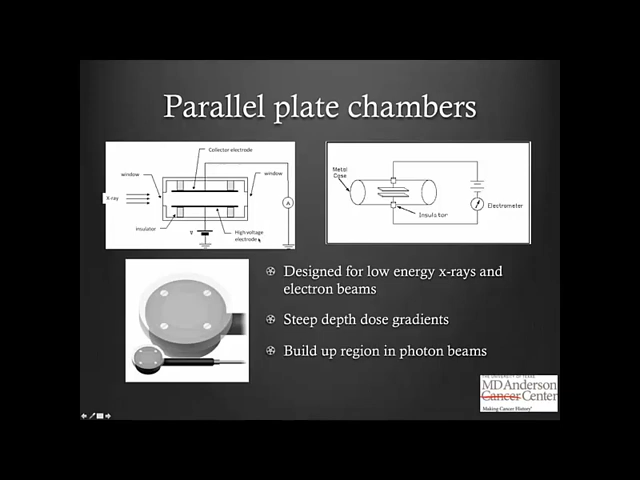 Parallel plate chambers
Collector electrode
window
window
X-ray
A
insulator
V
High voltage
electrode
Metal
Dose
Insulator
Electrometer
Designed for low energy x-rays and
electron beams
Steep depth dose gradients
Build up region in photon beams
THE UNIVERSITY OF TEXAS
MD Anderson
Cancer Center
Making Cancer History®